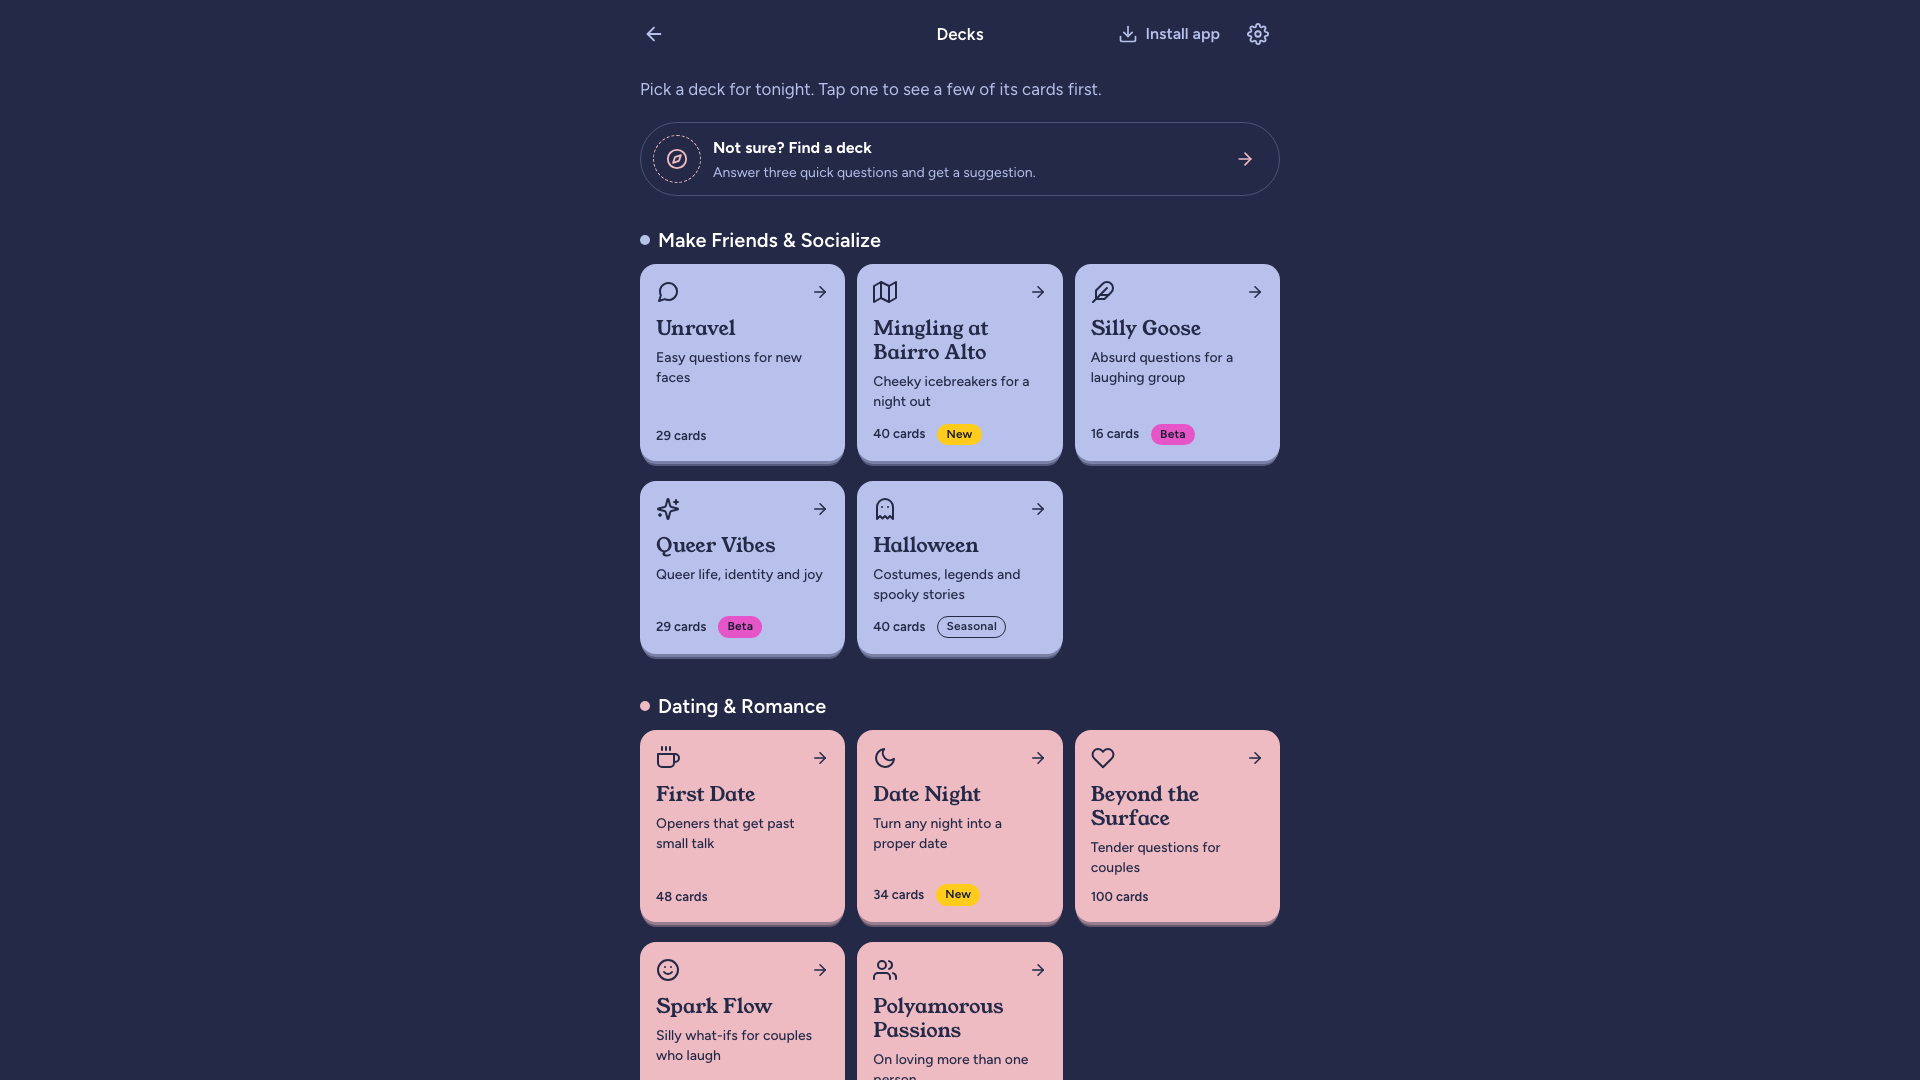 Decks
Install app
Pick a deck for tonight. Tap one to see a few of its cards first.
Not sure? Find a deck
Answer three quick questions and get a suggestion.
Make Friends & Socialize
Unravel
Easy questions for new
faces
29 cards
Mingling at
Bairro Alto
Cheeky icebreakers for a
night out
40 cards
New
Silly Goose
Absurd questions for a
laughing group
16 cards
Beta
Queer Vibes
Queer life, identity and joy
29 cards
Beta
Halloween
Costumes, legends and
spooky stories
40 cards
Seasonal
Dating & Romance
First Date
Openers that get past
small talk
48 cards
Date Night
Turn any night into a
proper date
34 cards
New
Beyond the
Surface
Tender questions for
couples
100 cards
Spark Flow
Silly what-ifs for couples
who laugh
Polyamorous
Passions
On loving more than one
person